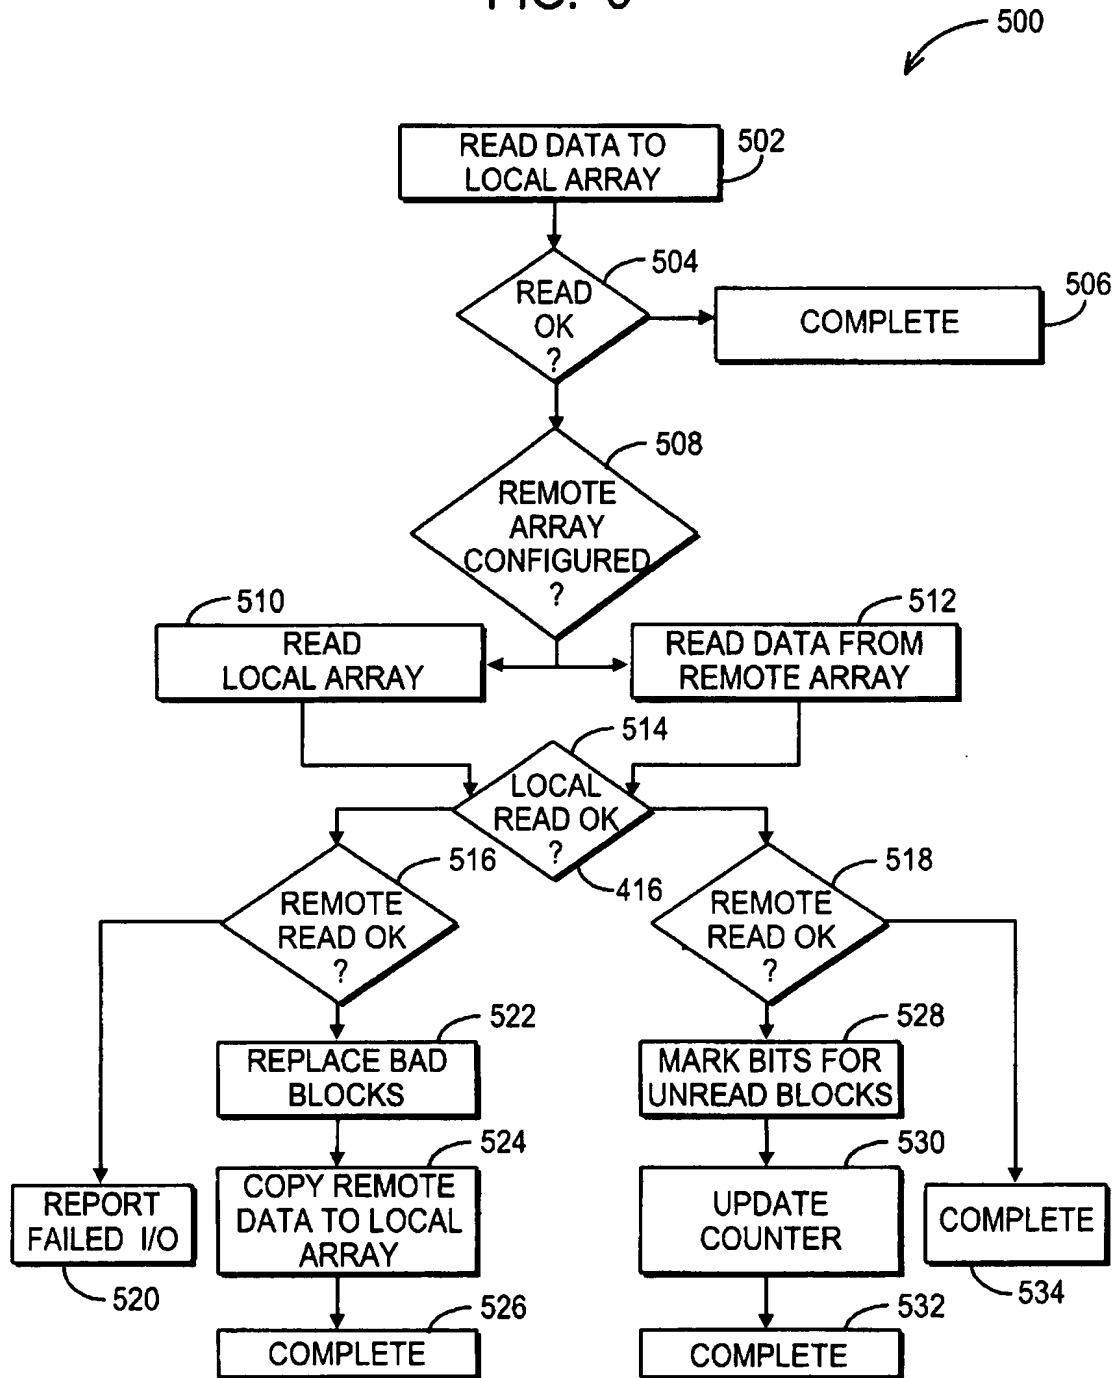 500
READ DATA TO
LOCAL ARRAY
502
READ
OK
?
504
COMPLETE
506
REMOTE
ARRAY
CONFIGURED
?
508
510
READ
LOCAL ARRAY
512
READ DATA FROM
REMOTE ARRAY
514
LOCAL
READ OK
?
416
516
REMOTE
READ OK
?
518
REMOTE
READ OK
?
522
REPLACE BAD
BLOCKS
528
MARK BITS FOR
UNREAD BLOCKS
524
COPY REMOTE
DATA TO LOCAL
ARRAY
530
UPDATE
COUNTER
REPORT
FAILED I/O
520
COMPLETE
534
526
COMPLETE
532
COMPLETE